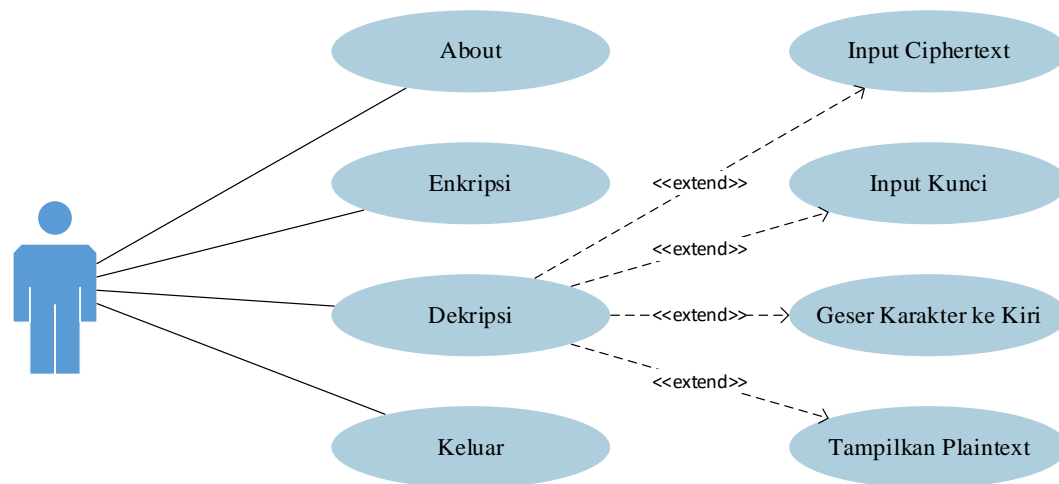 About
Input Ciphertext
Enkripsi
<<extend>>
Input Kunci
<<extend>>
Dekripsi
<<extend>>
Geser Karakter ke Kiri
<<extend>>
Keluar
Tampilkan Plaintext